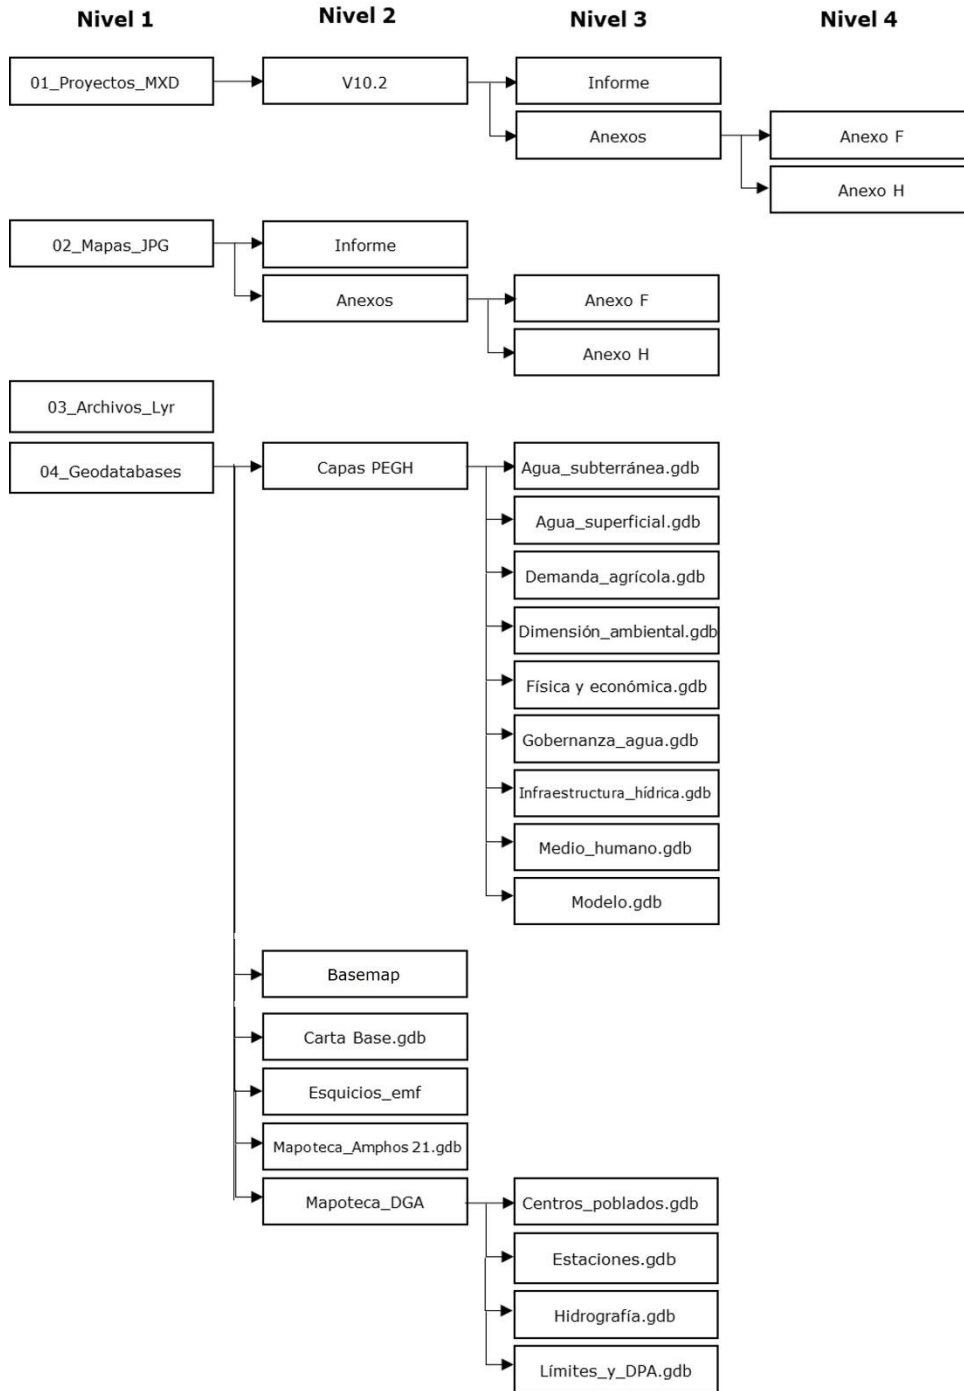 Nivel 1
Nivel 2
Nivel 3
Nivel 4
01_Proyectos_MXD
V10.2
Informe
Anexos
Anexo F
Anexo H
02_Mapas_JPG
Informe
Anexos
Anexo F
Anexo H
03_Archivos_Lyr
04_Geodatabases
Capas PEGH
Agua_subterránea.gdb
Agua_superficial.gdb
Demanda_agrícola.gdb
Dimensión_ambiental.gdb
Física y económica.gdb
Gobernanza_agua.gdb
Infraestructura_hídrica.gdb
Medio_humano.gdb
Modelo.gdb
Basemap
Carta Base.gdb
Esquicios_emf
Mapoteca_Amphos 21.gdb
Mapoteca_DGA
Centros_poblados.gdb
Estaciones.gdb
Hidrografía.gdb
Límites_y_DPA.gdb